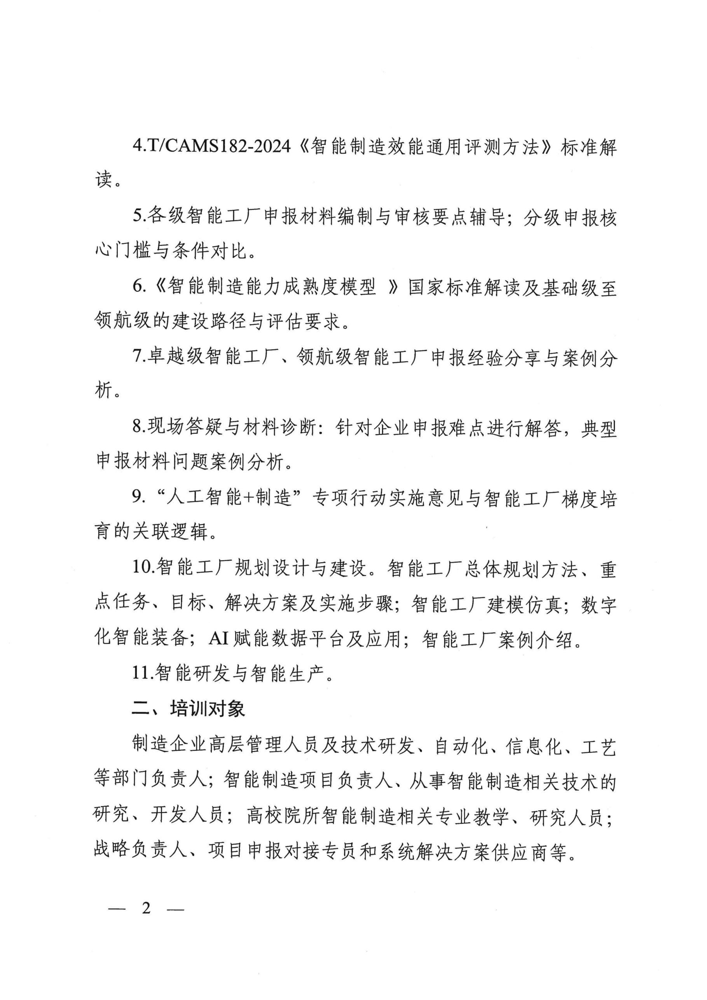 4.T/CAMS182-2024《智能制造效能通用评测方法》标准解
读。
5.各级智能工厂申报材料编制与审核要点辅导；分级申报核
心门槛与条件对比。
6.《智能制造能力成熟度模型 》国家标准解读及基础级至
领航级的建设路径与评估要求。
7.卓越级智能工厂、领航级智能工厂申报经验分享与案例分
析。
8.现场答疑与材料诊断：针对企业申报难点进行解答，典型
申报材料问题案例分析。
9.“人工智能+制造”专项行动实施意见与智能工厂梯度培
育的关联逻辑。
10.智能工厂规划设计与建设。智能工厂总体规划方法、重
点任务、目标、解决方案及实施步骤；智能工厂建模仿真；数字
化智能装备；AI 赋能数据平台及应用；智能工厂案例介绍。
11.智能研发与智能生产。
二、培训对象
制造企业高层管理人员及技术研发、自动化、信息化、工艺
等部门负责人；智能制造项目负责人、从事智能制造相关技术的
研究、开发人员；高校院所智能制造相关专业教学、研究人员；
战略负责人、项目申报对接专员和系统解决方案供应商等。
— 2 —